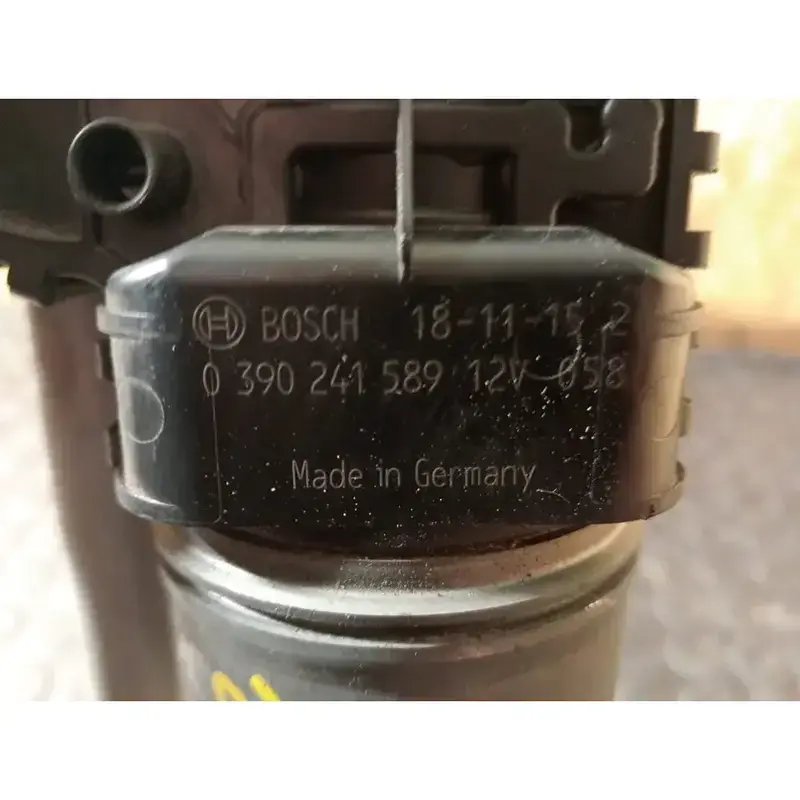 BOSCH 18-11-15 2
0 390 241 589 12V 058
Made in Germany